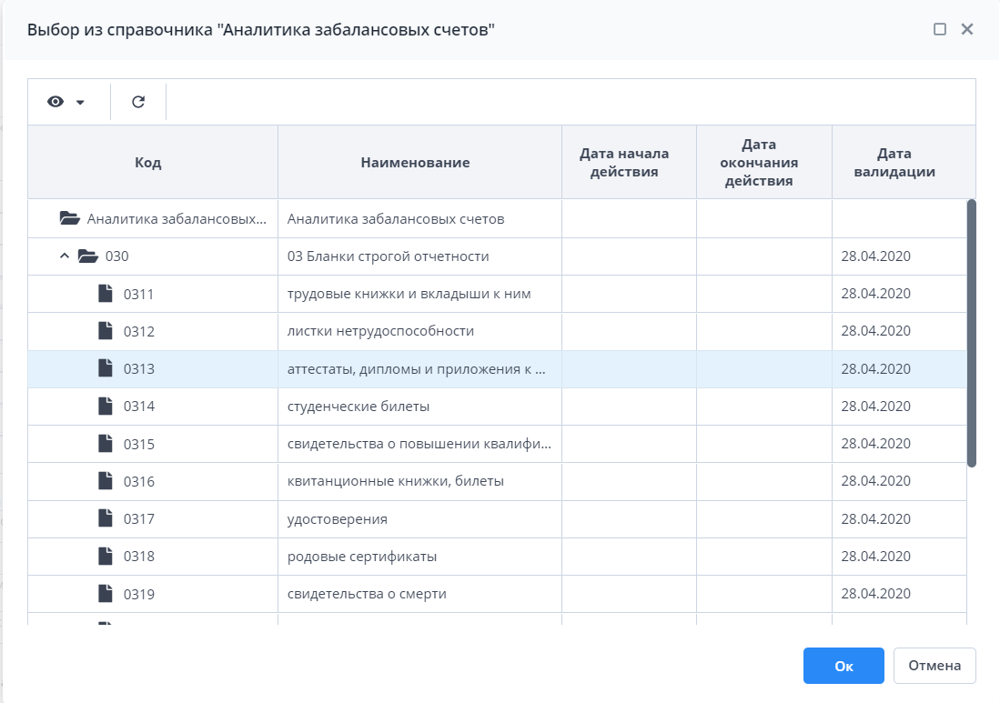 Выбор из справочника "Аналитика забалансовых счетов"
Код Наименование Дата начала действия Дата окончания действия Дата валидации
Аналитика забалансовых... Аналитика забалансовых счетов
030 03 Бланки строгой отчетности 28.04.2020
0311 трудовые книжки и вкладыши к ним 28.04.2020
0312 листки нетрудоспособности 28.04.2020
0313 аттестаты, дипломы и приложения к ... 28.04.2020
0314 студенческие билеты 28.04.2020
0315 свидетельства о повышении квалифи... 28.04.2020
0316 квитанционные книжки, билеты 28.04.2020
0317 удостоверения 28.04.2020
0318 родовые сертификаты 28.04.2020
0319 свидетельства о смерти 28.04.2020
Ок Отмена